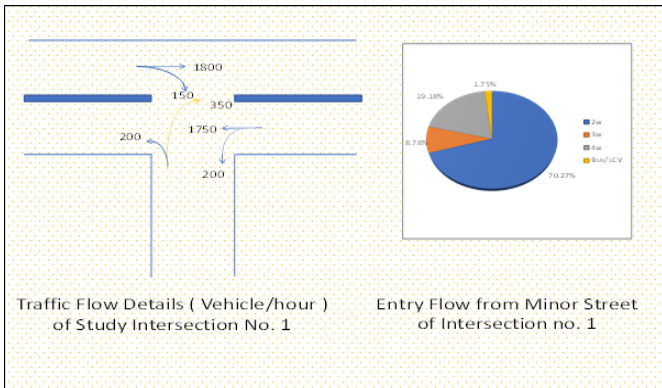 1800
150
350
1750
200
200
1.75%
19.18%
8.78%
70.27%
2w
3w
4w
Bus/LCV
Traffic Flow Details ( Vehicle/hour )
of Study Intersection No. 1
Entry Flow from Minor Street
of Intersection no. 1